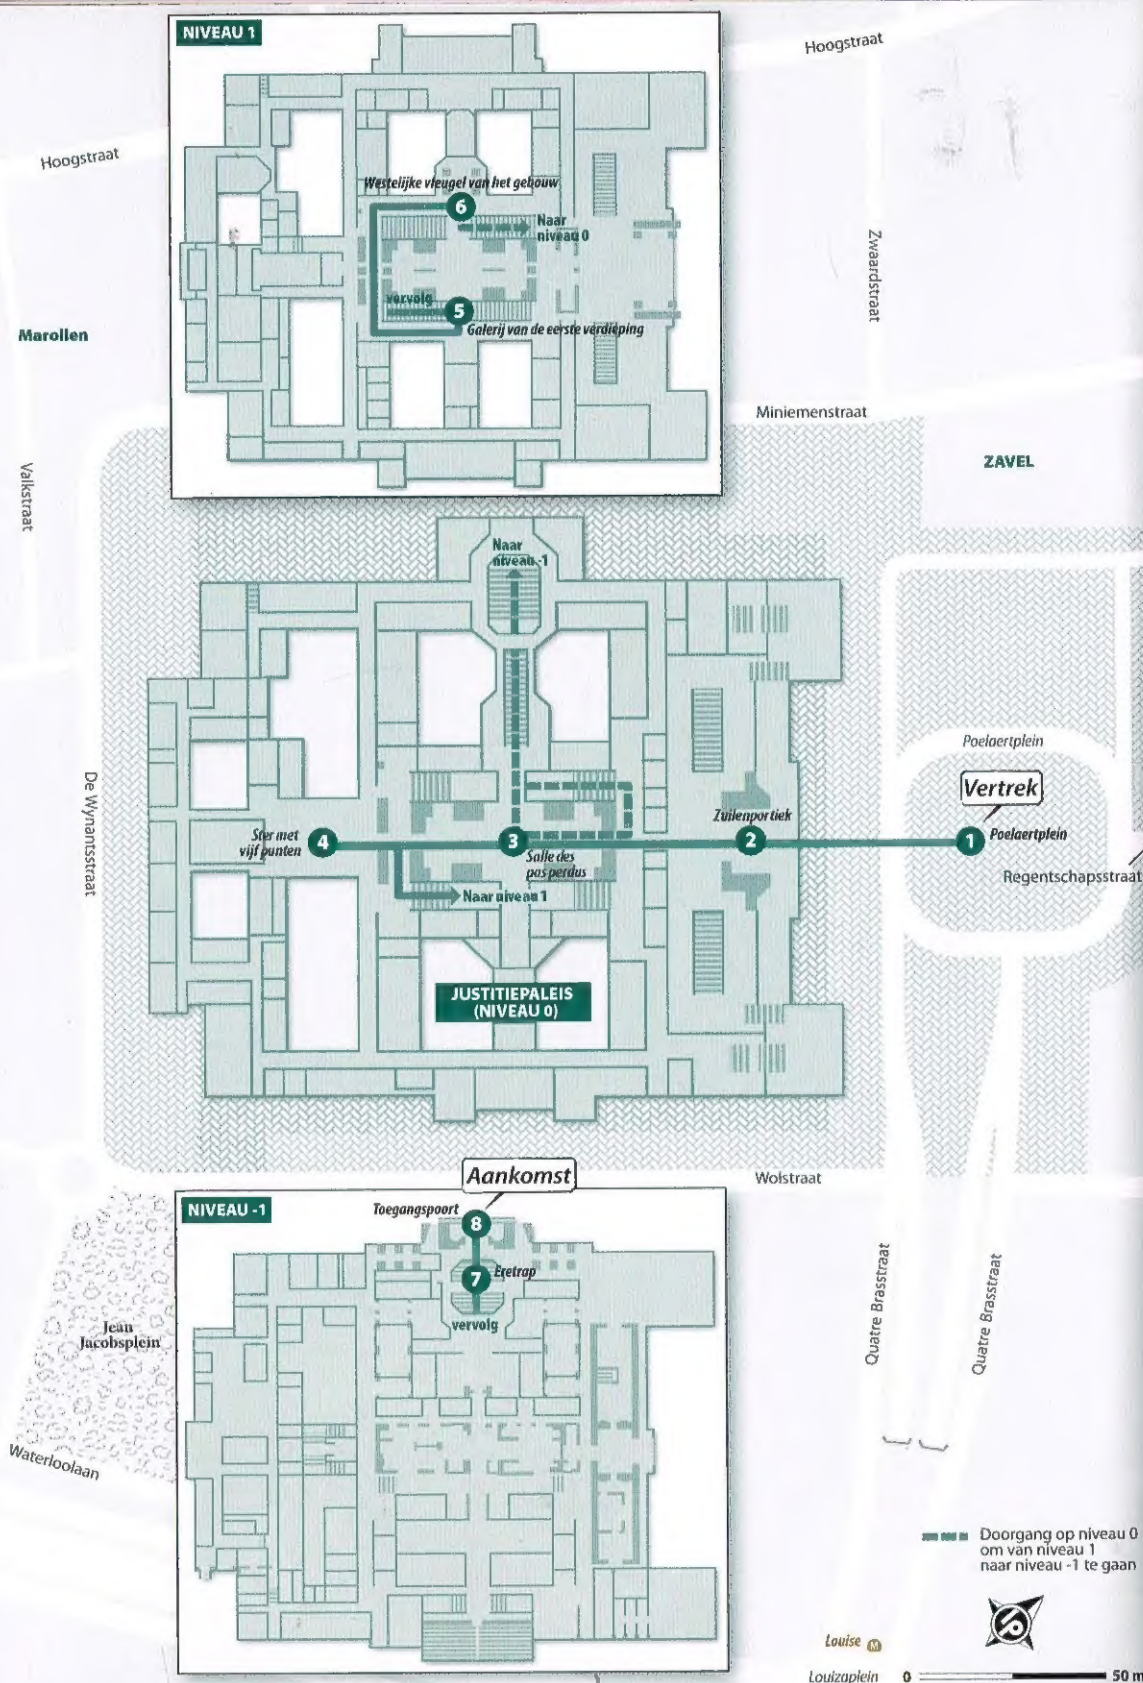 NIVEAU 1
Hoogstraat
Hoogstraat
Westelijke vleugel van het gebouw
6
Naar
niveau 0
Zwaardstraat
vervolg
5
Galerij van de eerste verdieping
Marollen
Miniemenstraat
ZAVEL
Valkstraat
Naar
niveau -1
Poelaertplein
Vertrek
De Wynantsstraat
Zuilenportiek
Ster met
vijf punten
4
3
2
1
Poelaertplein
Salle des
pas perdus
Regentschapsstraat
Naar niveau 1
JUSTITIEPALEIS
(NIVEAU 0)
Aankomst
Wolstraat
NIVEAU -1
Toegangspoort
8
7
Eretrap
vervolg
Jean
Jacobsplein
Quatre Brasstraat
Quatre Brasstraat
Waterloolaan
Doorgang op niveau 0
om van niveau 1
naar niveau -1 te gaan
Louise M
Louizaplein
0 50 m